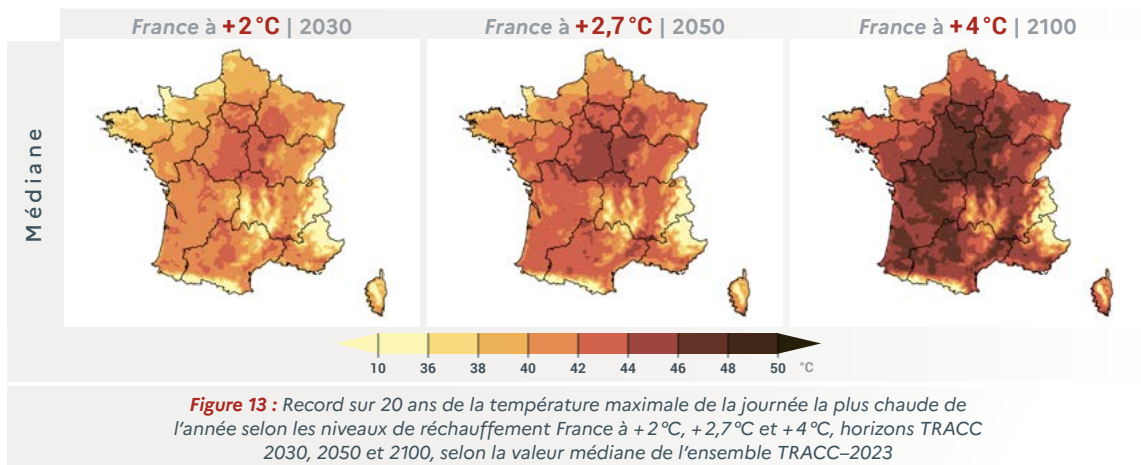 France à +2°C | 2030
France à +2,7°C | 2050
France à +4°C | 2100
Médiane
10 36 38 40 42 44 46 48 50 °C
Figure 13 : Record sur 20 ans de la température maximale de la journée la plus chaude de
l'année selon les niveaux de réchauffement France à +2°C, +2,7°C et +4°C, horizons TRACC
2030, 2050 et 2100, selon la valeur médiane de l'ensemble TRACC–2023